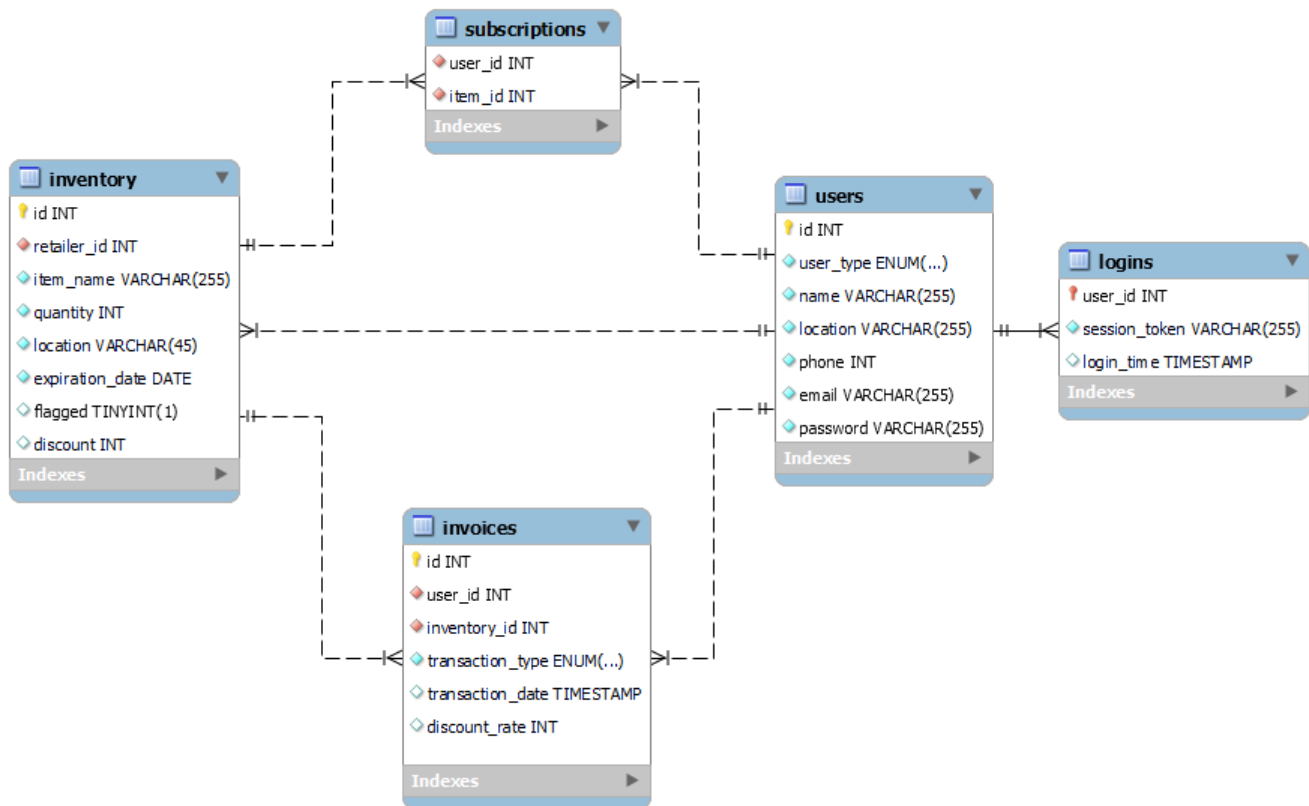 subscriptions
user_id INT
item_id INT
Indexes
inventory
id INT
retailer_id INT
item_name VARCHAR(255)
quantity INT
location VARCHAR(45)
expiration_date DATE
flagged TINYINT(1)
discount INT
Indexes
users
id INT
user_type ENUM(...)
name VARCHAR(255)
location VARCHAR(255)
phone INT
email VARCHAR(255)
password VARCHAR(255)
Indexes
logins
user_id INT
session_token VARCHAR(255)
login_time TIMESTAMP
Indexes
invoices
id INT
user_id INT
inventory_id INT
transaction_type ENUM(...)
transaction_date TIMESTAMP
discount_rate INT
Indexes